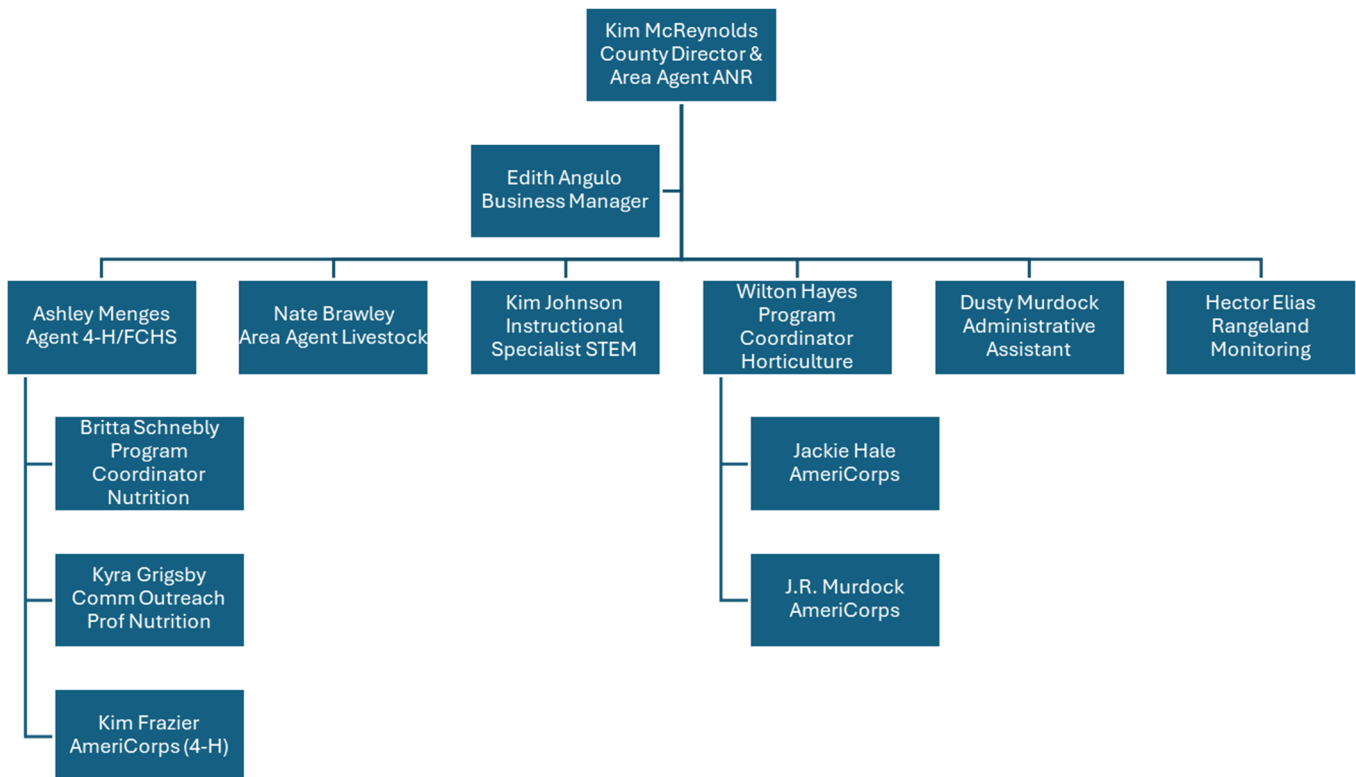 Kim McReynolds
County Director &
Area Agent ANR
Edith Angulo
Business Manager
Ashley Menges
Agent 4-H/FCHS
Nate Brawley
Area Agent Livestock
Kim Johnson
Instructional
Specialist STEM
Wilton Hayes
Program
Coordinator
Horticulture
Dusty Murdock
Administrative
Assistant
Hector Elias
Rangeland
Monitoring
Britta Schnebly
Program
Coordinator
Nutrition
Jackie Hale
AmeriCorps
Kyra Grigsby
Comm Outreach
Prof Nutrition
J.R. Murdock
AmeriCorps
Kim Frazier
AmeriCorps (4-H)